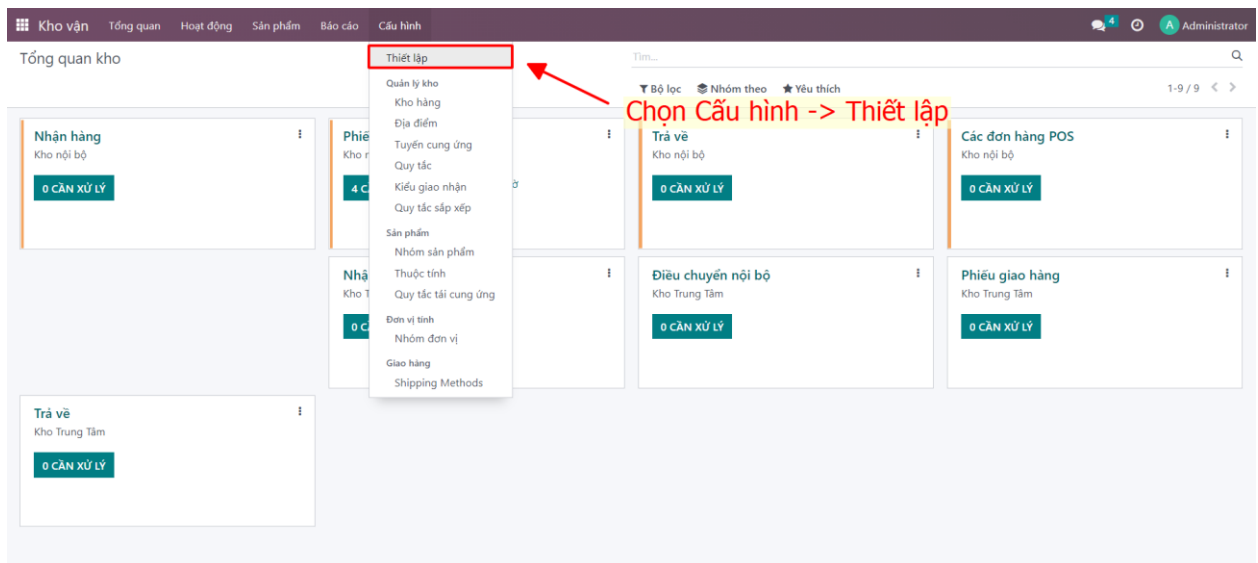 Kho vận Tổng quan Hoạt động Sản phẩm Báo cáo Cấu hình 4 A Administrator
Tổng quan kho
Tìm...
Bộ lọc Nhóm theo Yêu thích 1-9 / 9
Thiết lập
Quản lý kho
Kho hàng
Địa điểm
Tuyến cung ứng
Quy tắc
Kiểu giao nhận
Quy tắc sắp xếp
Sản phẩm
Nhóm sản phẩm
Thuộc tính
Quy tắc tái cung ứng
Đơn vị tính
Nhóm đơn vị
Giao hàng
Shipping Methods
Chọn Cấu hình -> Thiết lập
Nhận hàng
Kho nội bộ
0 CẦN XỬ LÝ
Trả về
Kho nội bộ
0 CẦN XỬ LÝ
Các đơn hàng POS
Kho nội bộ
0 CẦN XỬ LÝ
Điều chuyển nội bộ
Kho Trung Tâm
0 CẦN XỬ LÝ
Phiếu giao hàng
Kho Trung Tâm
0 CẦN XỬ LÝ
Trả về
Kho Trung Tâm
0 CẦN XỬ LÝ